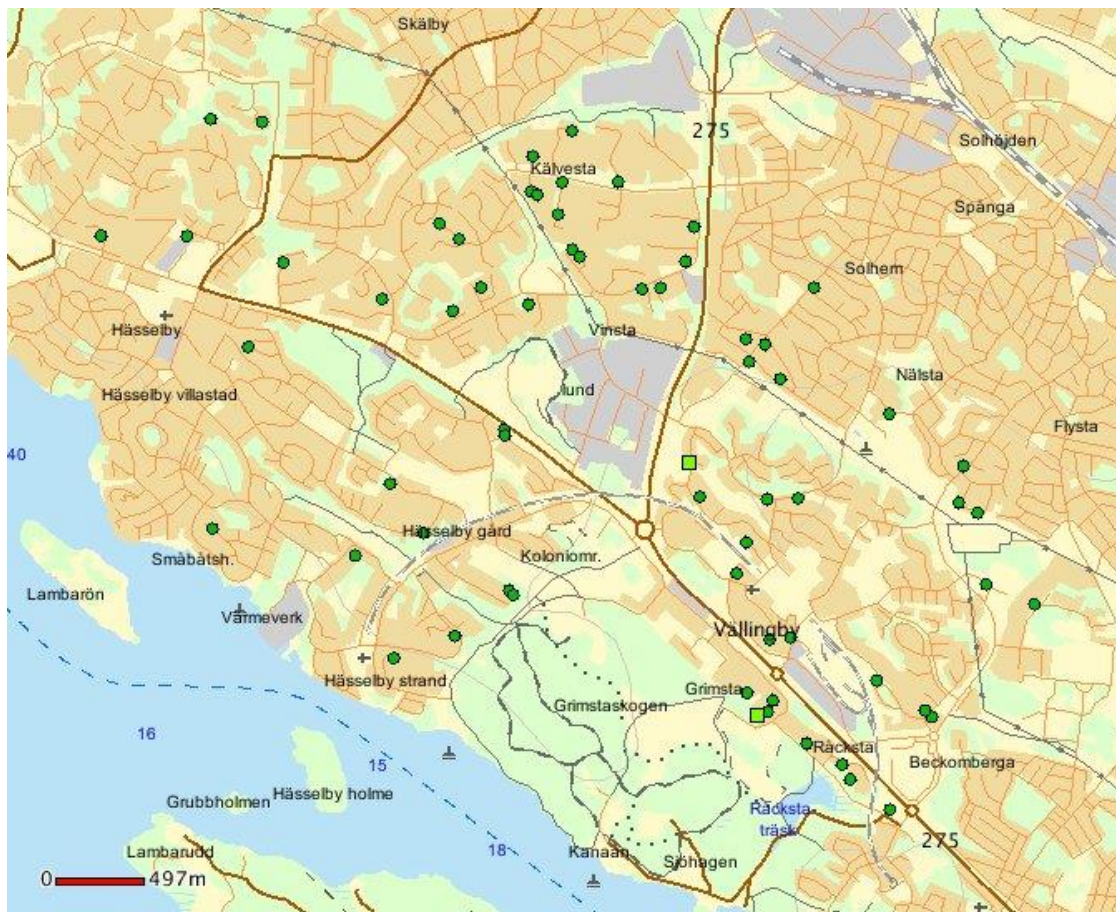 Skälby
275
Solhöjden
Kälvesta
Spånga
Solhem
Hässelby
Vinsta
Nälsta
Hässelby villastad
lund
Flysta
40
Hässelby gård
Koloniomr.
Småbåtsh.
Lambarön
Värmeverk
Vällingby
Hässelby strand
Grimsta
Grimstaskogen
16
Råcksta
15
Beckomberga
Hässelby holme
Grubbholmen
Råcksta
träsk
275
18
Lambarudd
Kanaan
Sjöhagen
0 497m